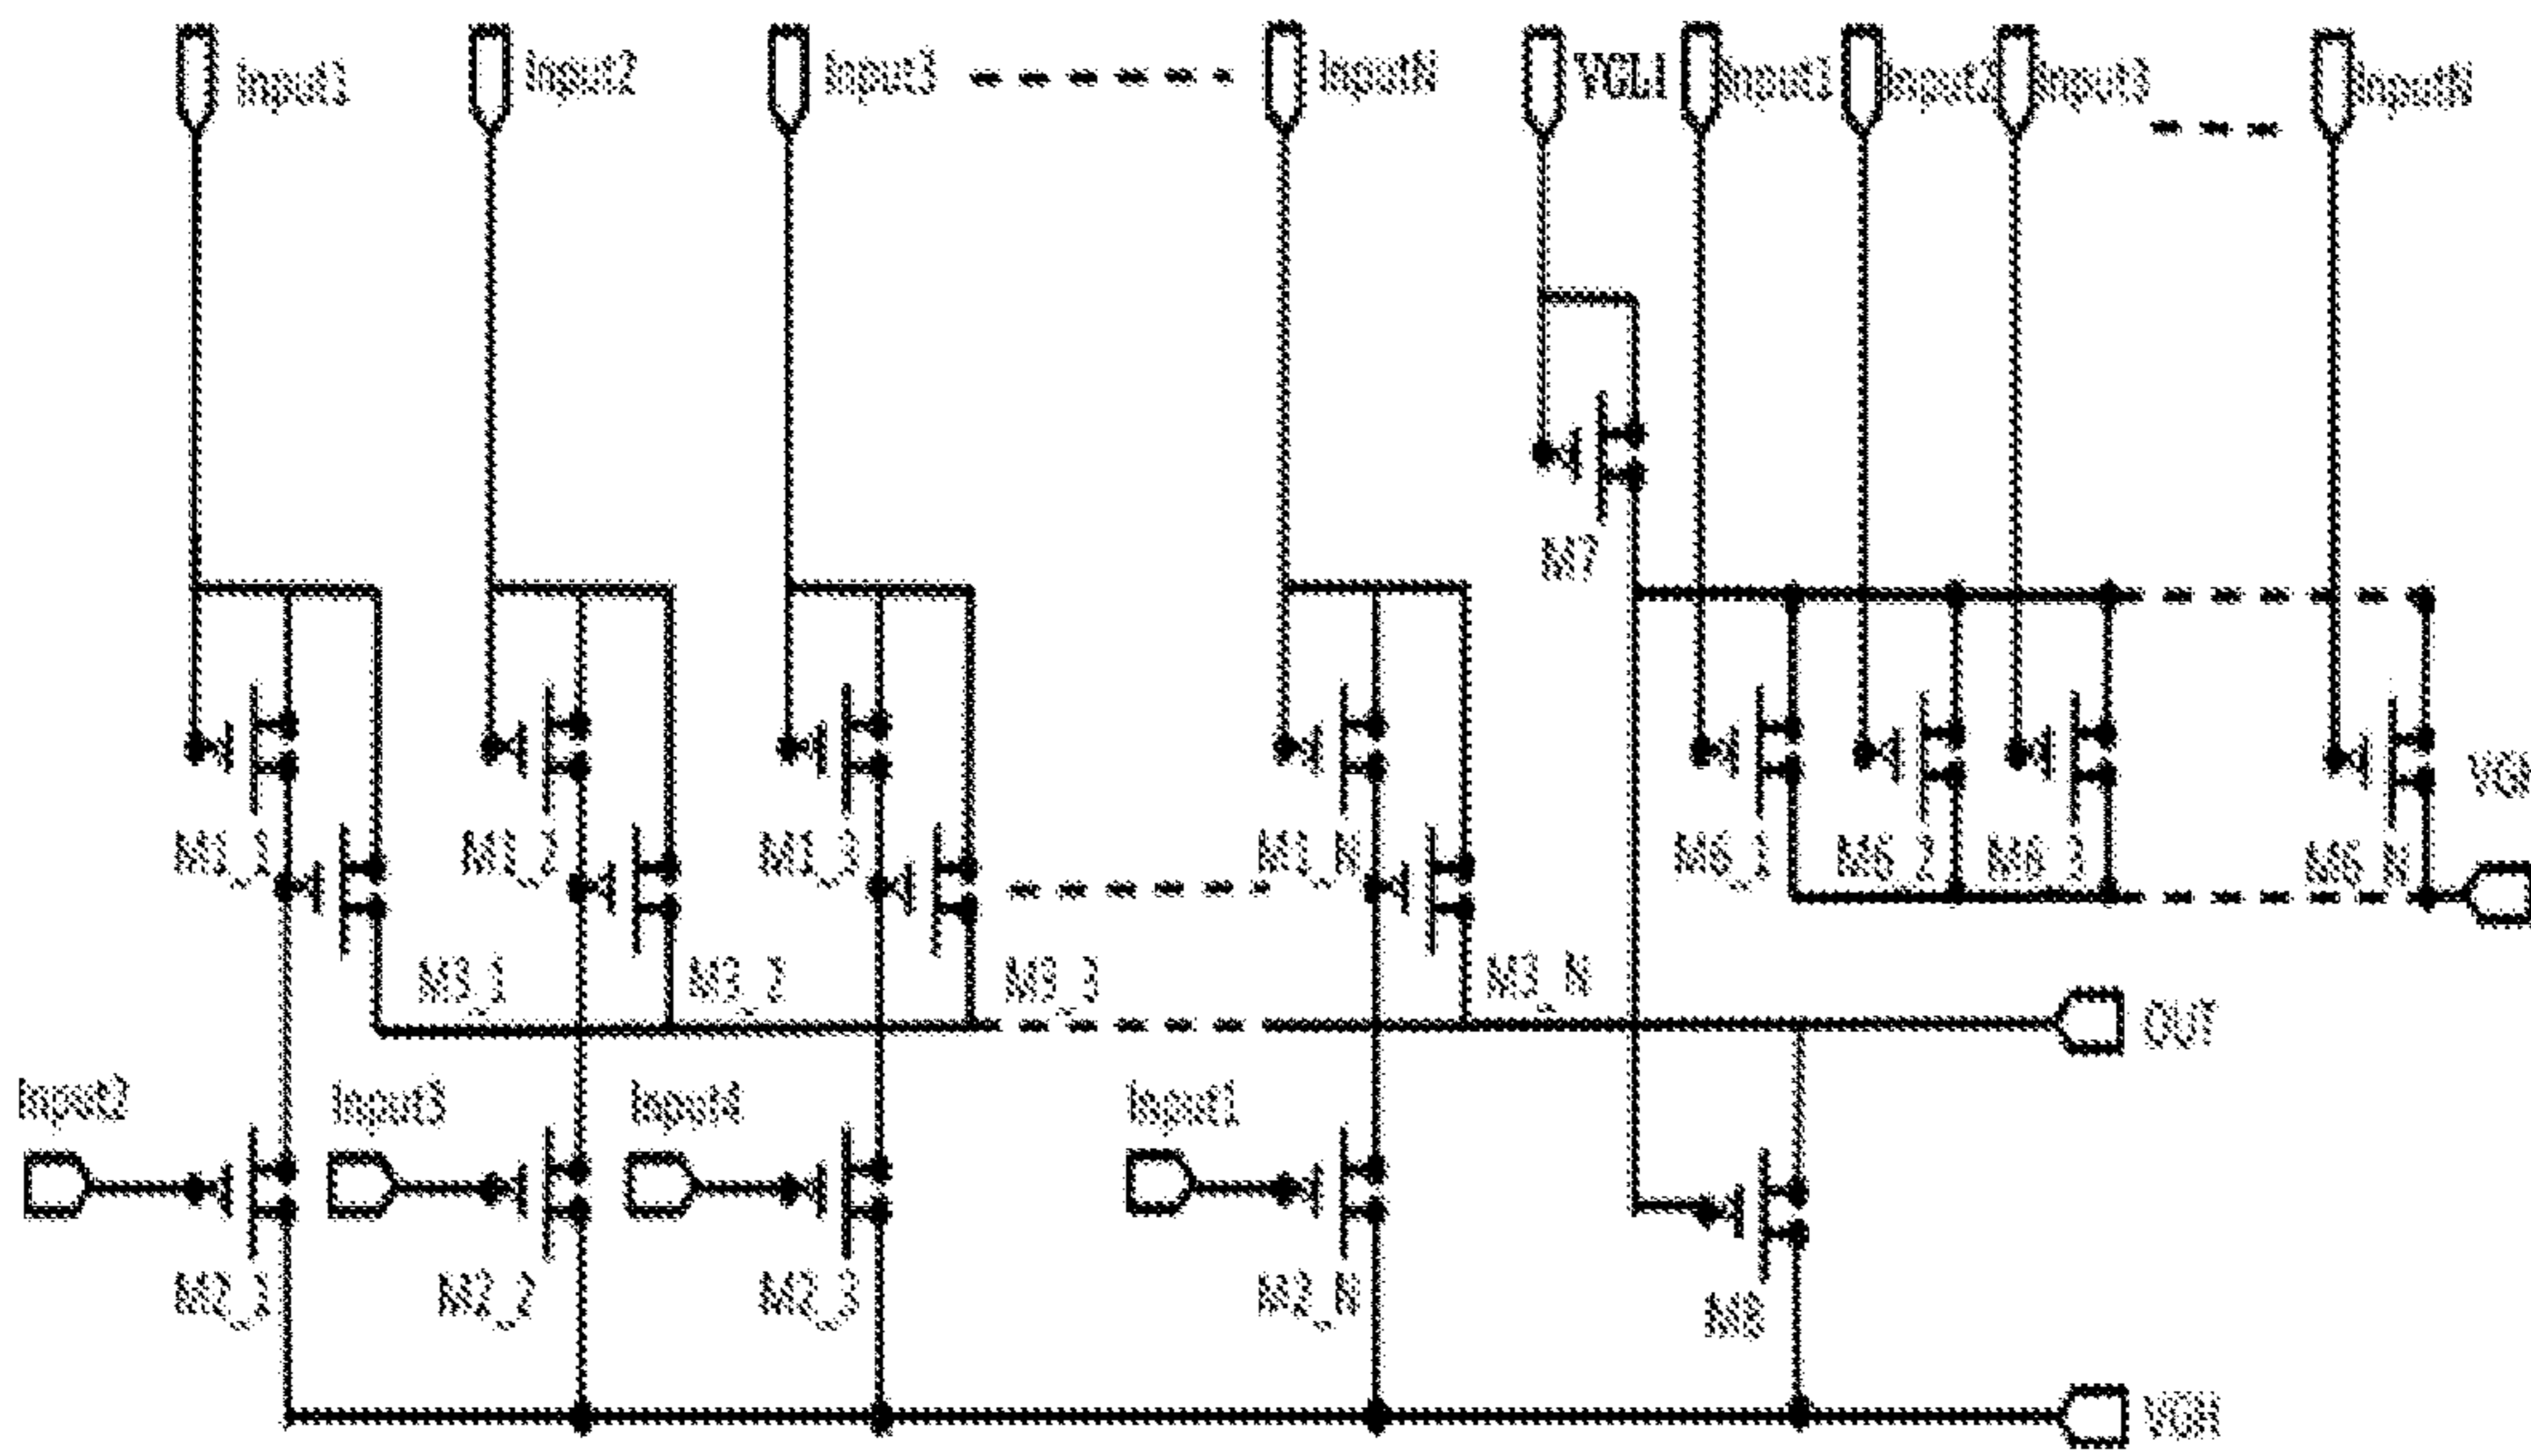 Input1
Input2
Input3
InputN
VGL1
Input1
Input2
Input3
InputN
M7
M1_1
M1_2
M1_3
M1_N
M6_1
M6_2
M6_3
M6_N
M3_1
M3_2
M3_3
M3_N
OUT
Input2
Input3
Input4
Input1
M2_1
M2_2
M2_3
M2_N
M8
VGH